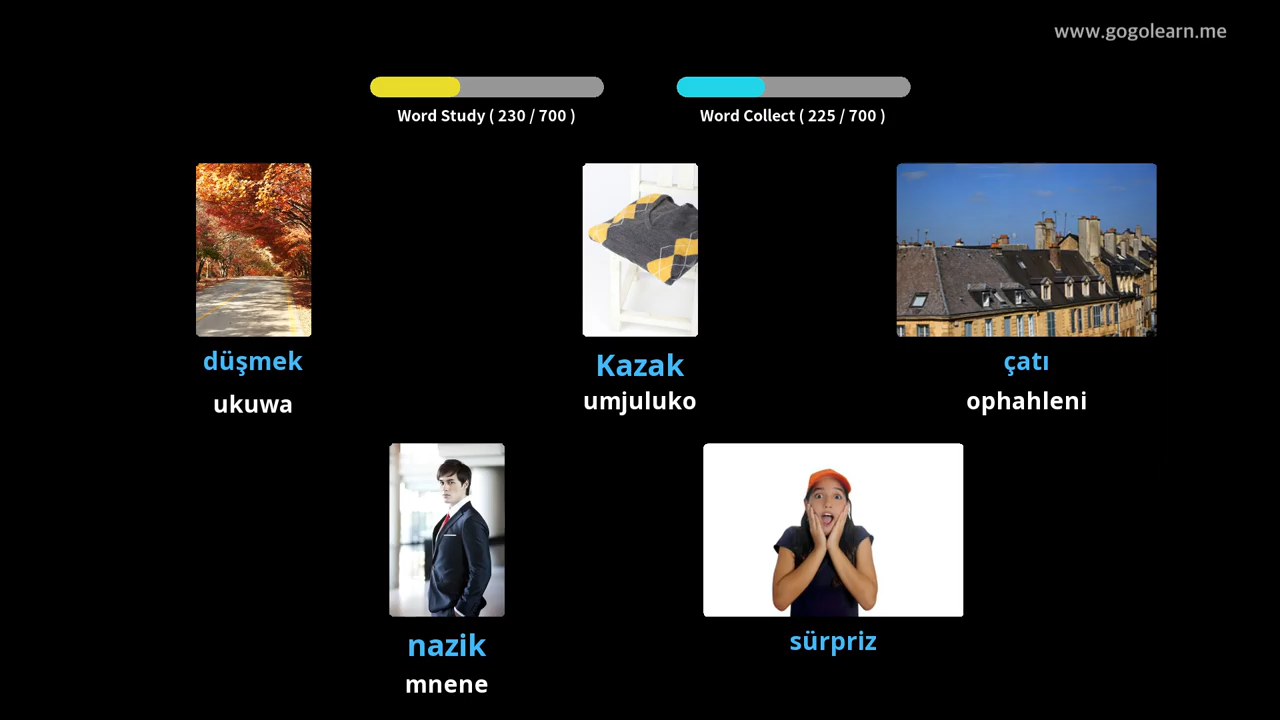 www.gogolearn.me
Word Study ( 230 / 700 )
Word Collect ( 225 / 700 )
düşmek
ukuwa
Kazak
umjuluko
çatı
ophahleni
nazik
mnene
sürpriz